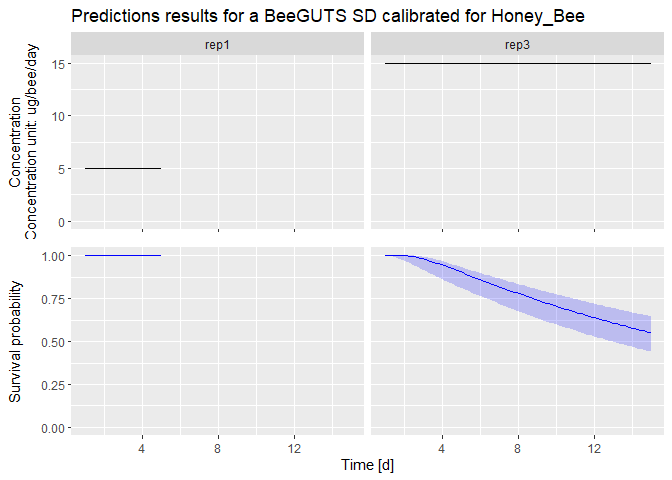 Predictions results for a BeeGUTS SD calibrated for Honey_Bee
rep1
rep3
Concentration
Concentration unit: ug/bee/day
15
10
5
0
Survival probability
1.00
0.75
0.50
0.25
0.00
4
8
12
4
8
12
Time [d]